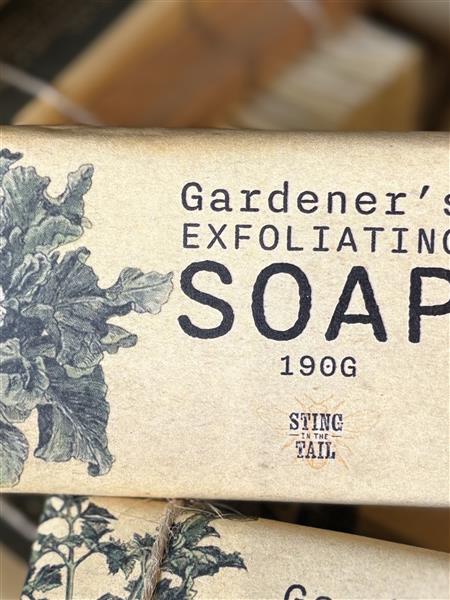 Gardener's
EXFOLIATING
SOAP
190G
STING
IN THE
TAIL